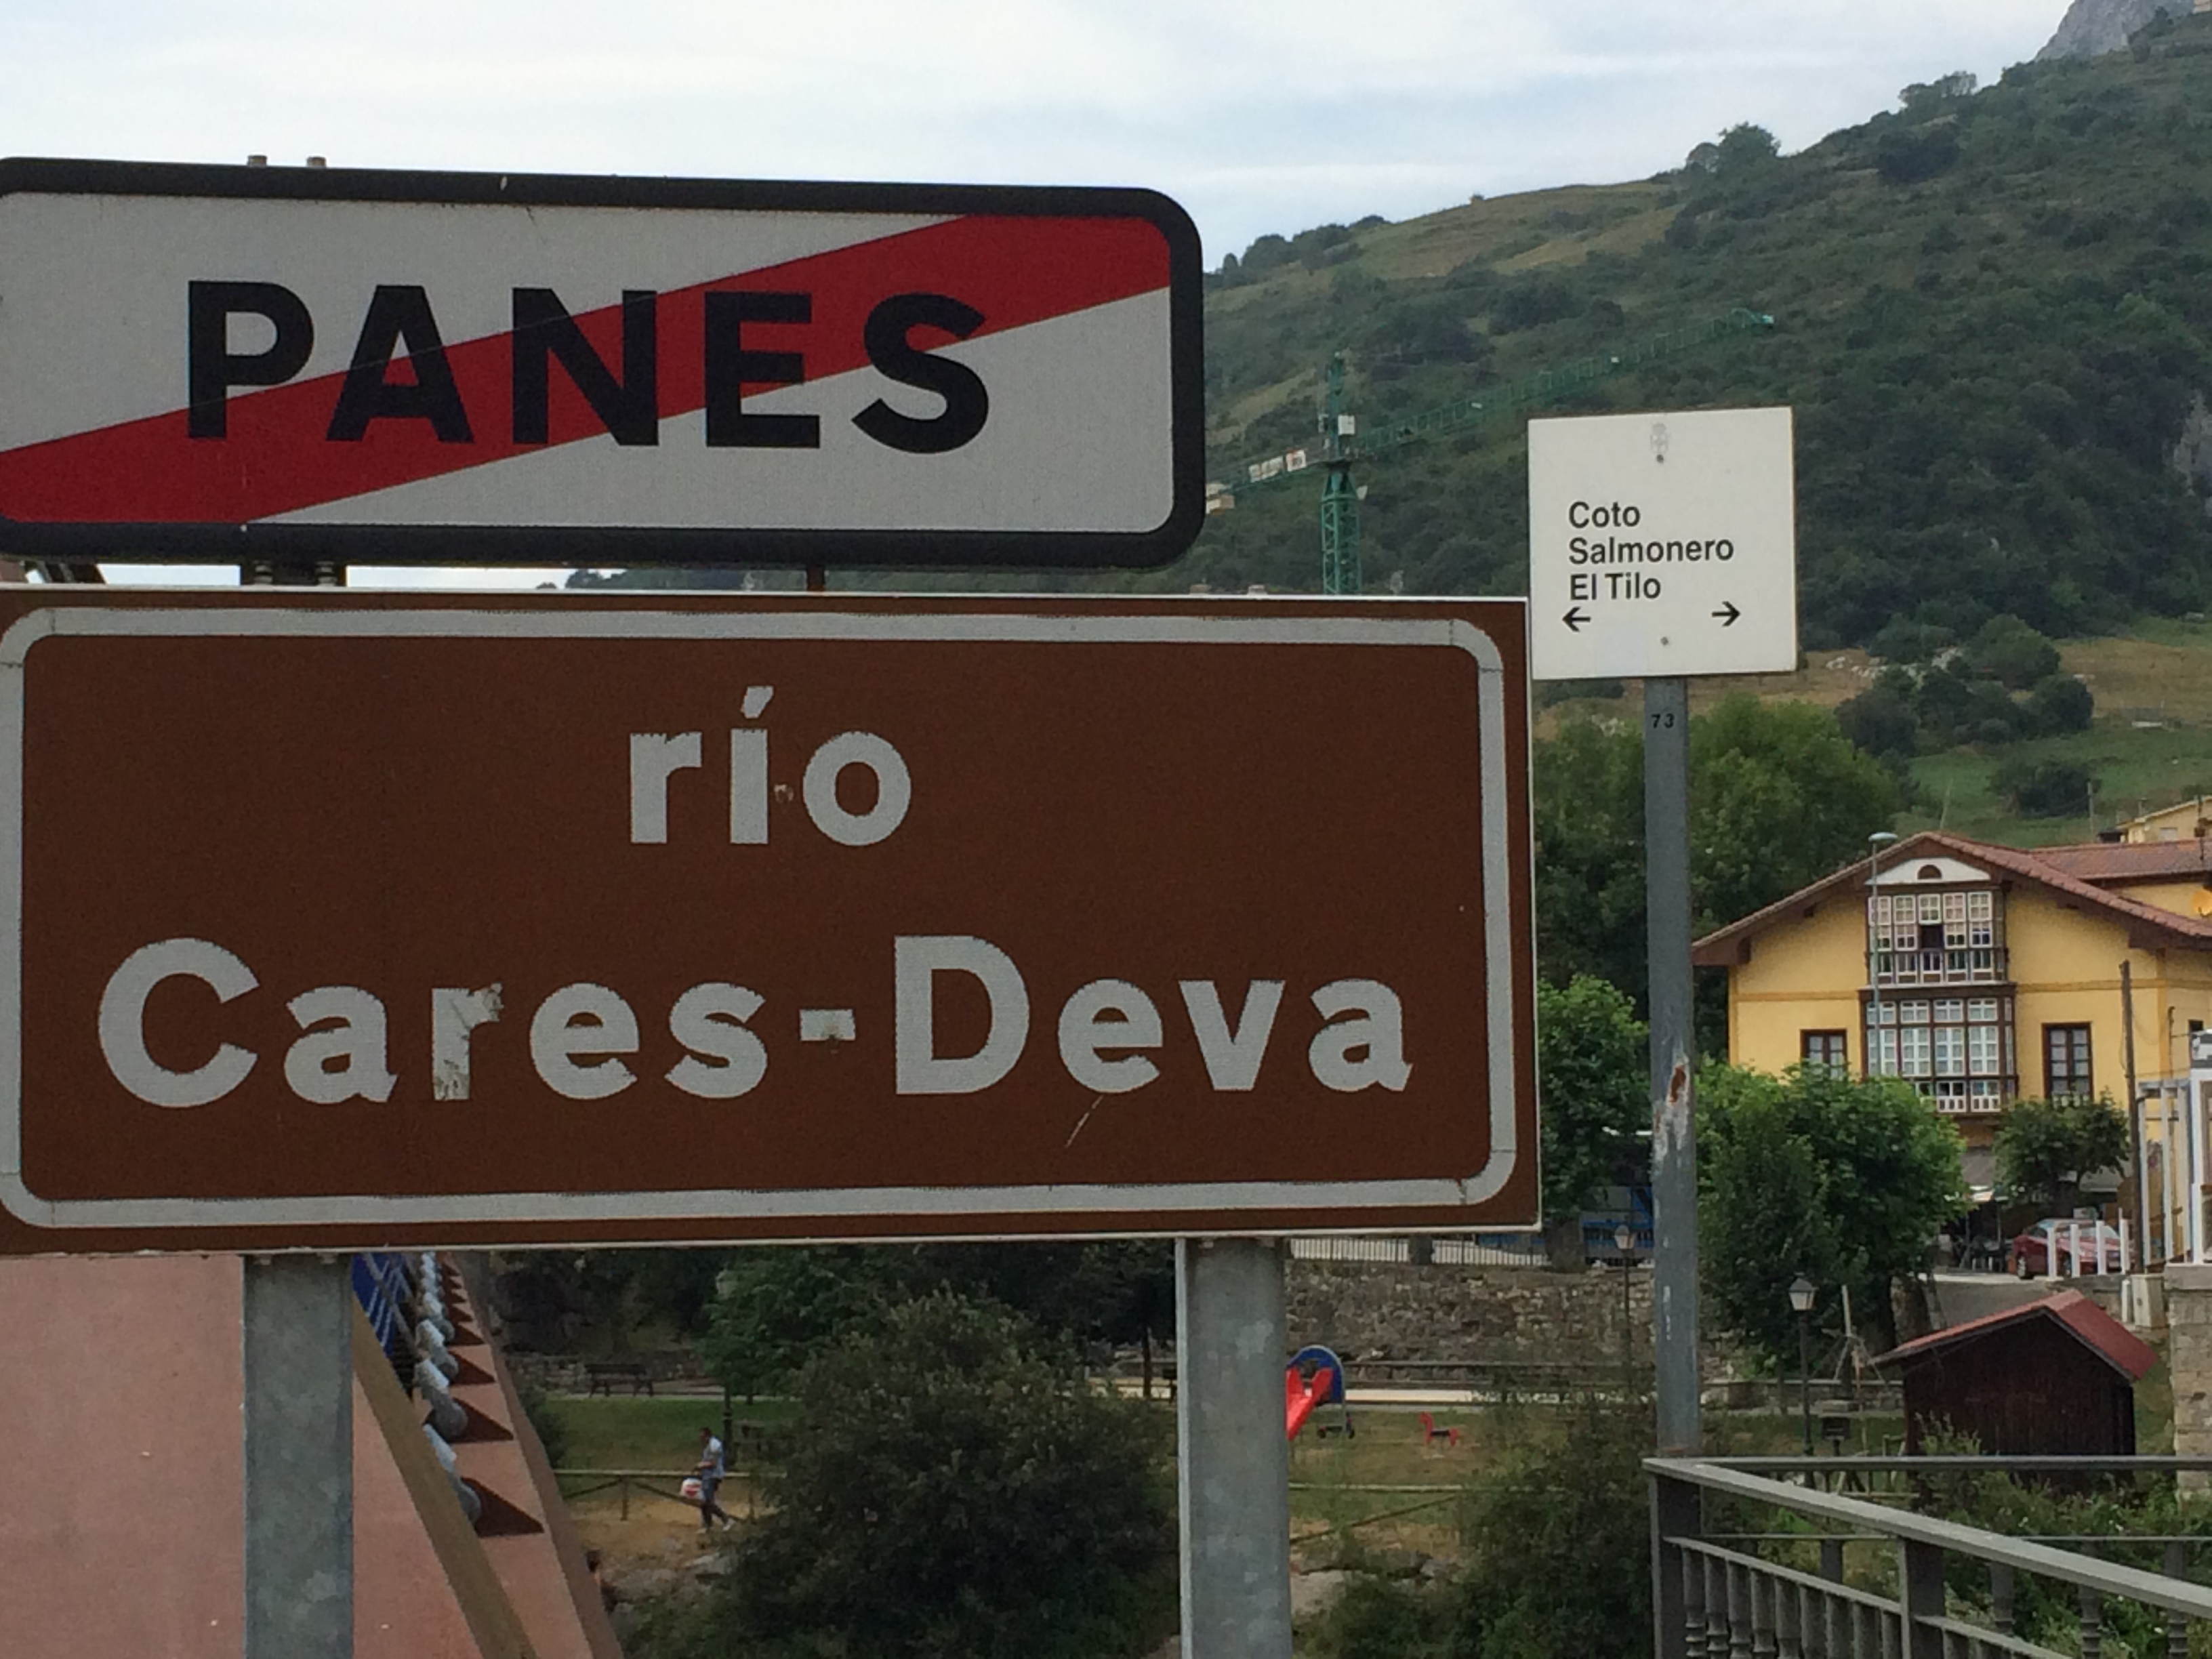 PANES
río
Cares-Deva
Coto
Salmonero
El Tilo
← →
73